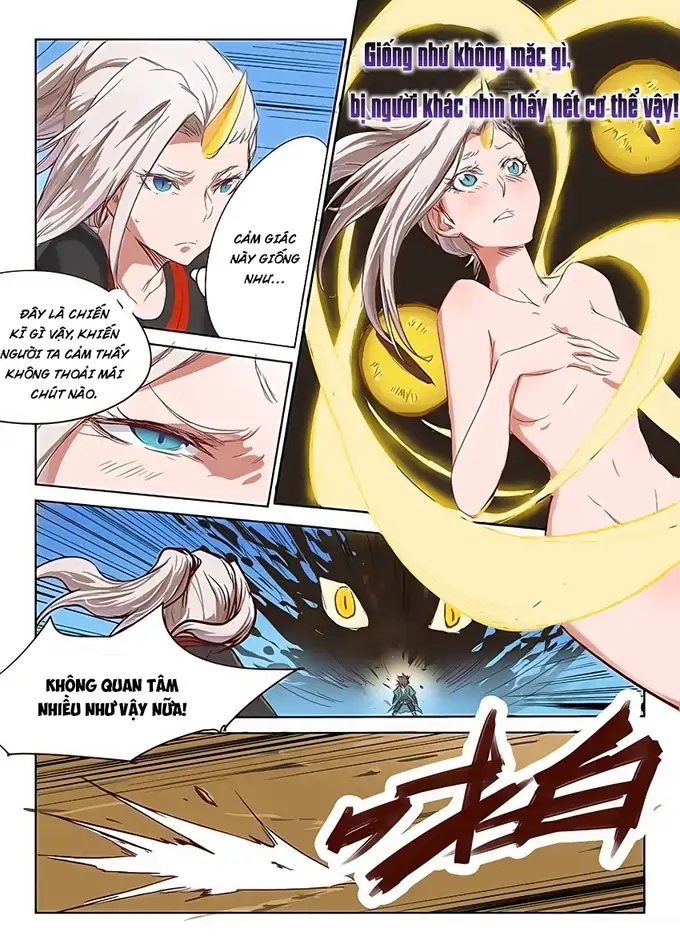 CẢM GIÁC
NÀY GIỐNG
NHƯ...
Giống như không mặc gì,
bị người khác nhìn thấy hết cơ thể vậy!
ĐÂY LÀ CHIẾN
KĨ GÌ VẬY, KHIẾN
NGƯỜI TA CẢM THẤY
KHÔNG THOẢI MÁI
CHÚT NÀO.
KHÔNG QUAN TÂM
NHIỀU NHƯ VẬY NỮA!